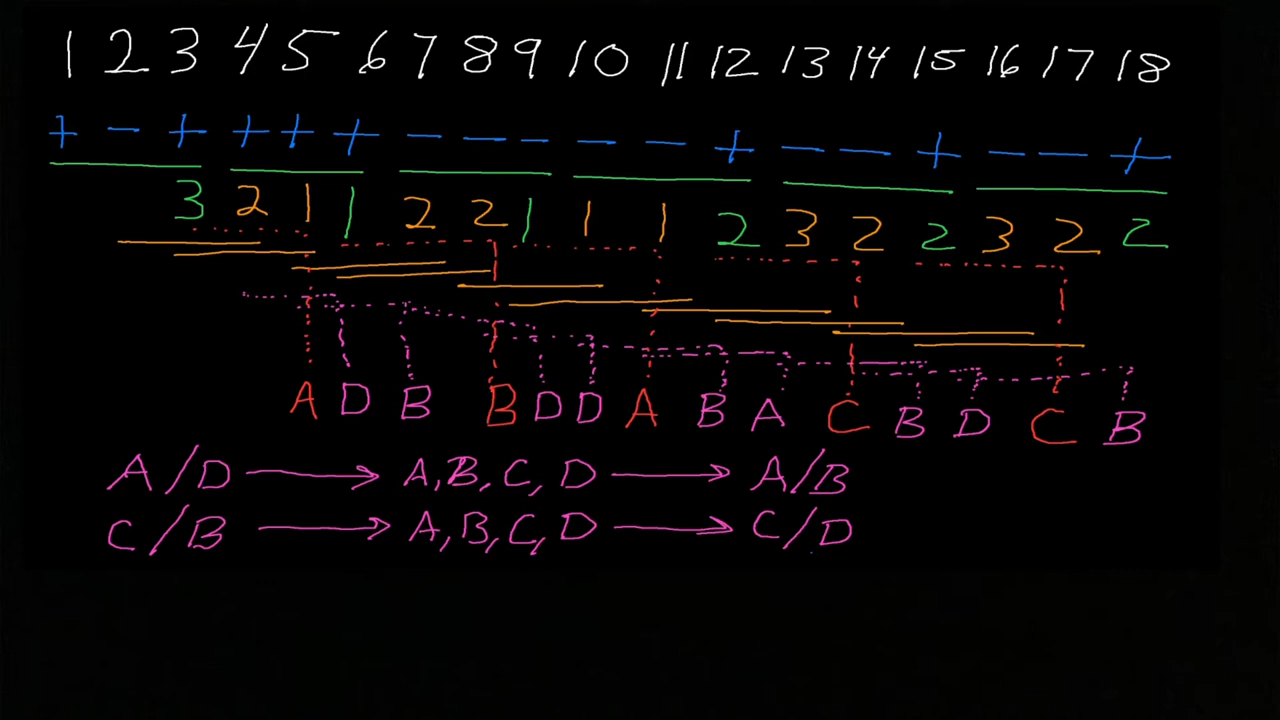 1 2 3 4 5 6 7 8 9 10 11 12 13 14 15 16 17 18
+ - + + + + - - - - - + - - + - - +
3 2 1 1 2 2 1 1 1 2 3 2 2 3 2 2
A D B B D D A B A C B D C B
A/D → A, B, C, D → A/B
C/B → A, B, C, D → C/D